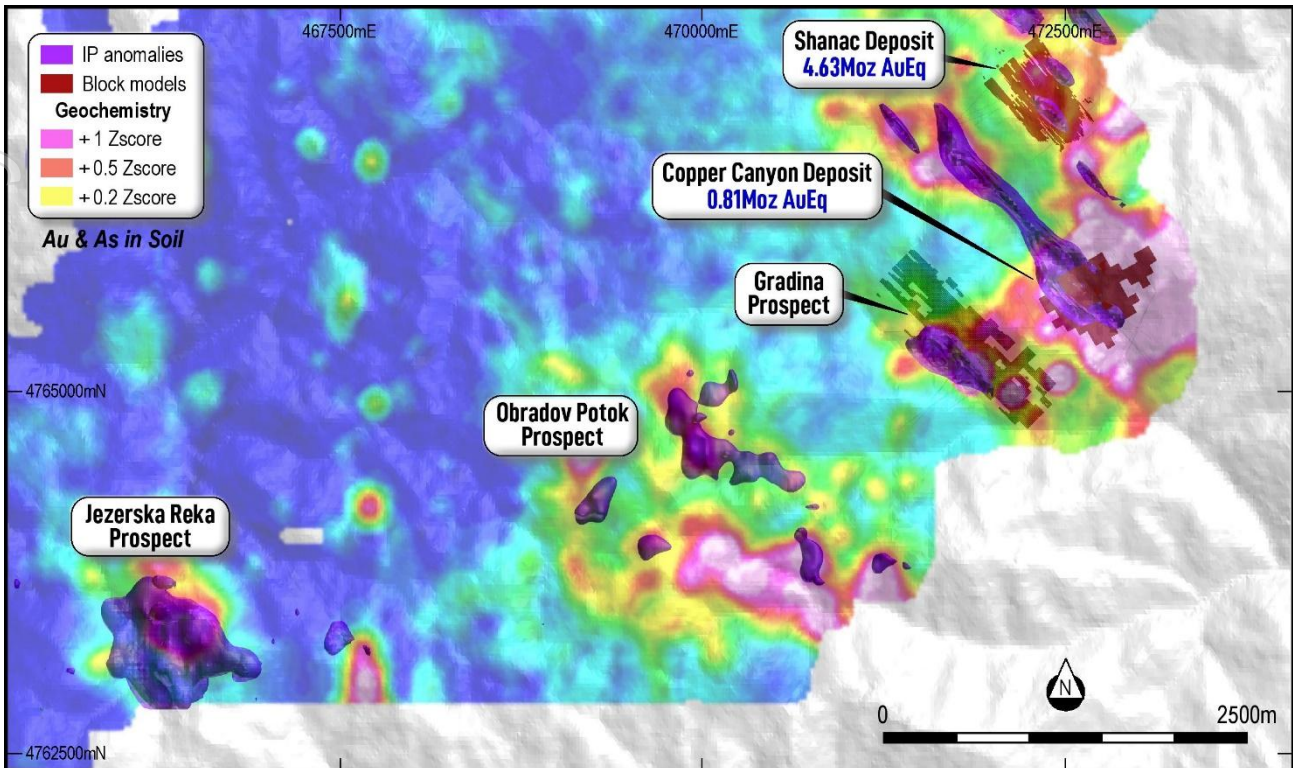 467500mE
470000mE
472500mE
IP anomalies
Block models
Geochemistry
+ 1 Zscore
+ 0.5 Zscore
+ 0.2 Zscore
Au & As in Soil
Shanac Deposit
4.63Moz AuEq
Copper Canyon Deposit
0.81Moz AuEq
Gradina
Prospect
4765000mN
Obradov Potok
Prospect
Jezerska Reka
Prospect
N
0
2500m
4762500mN